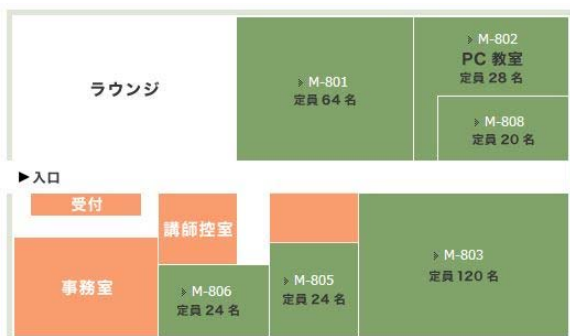 ラウンジ
M-801
定員 64 名
M-802
PC 教室
定員 28 名
M-808
定員 20 名
▶入口
受付
講師控室
事務室
M-806
定員 24 名
M-805
定員 24 名
M-803
定員 120 名